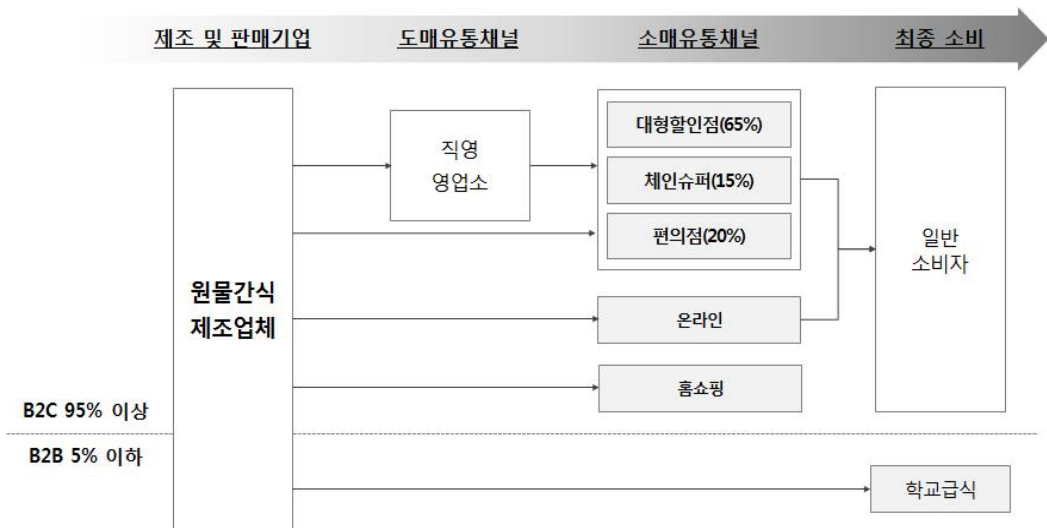 제조 및 판매기업
도매유통채널
소매유통채널
최종 소비
원물간식
제조업체
직영
영업소
대형할인점(65%)
체인슈퍼(15%)
편의점(20%)
온라인
홈쇼핑
일반
소비자
B2C 95% 이상
B2B 5% 이하
학교급식